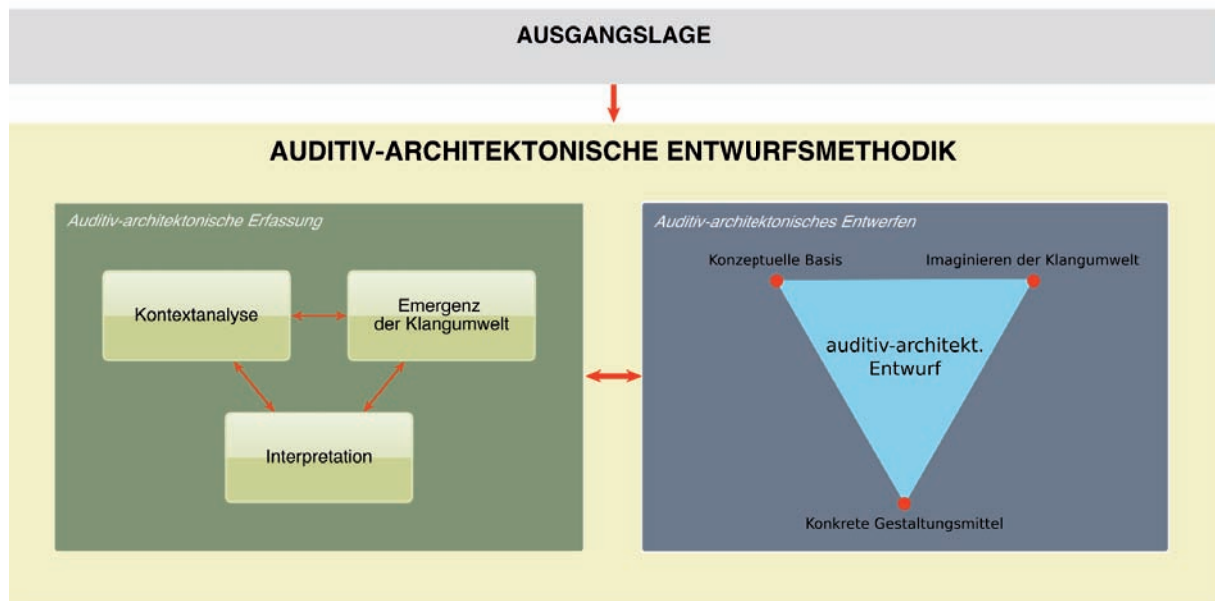 AUSGANGSLAGE
AUDITIV-ARCHITEKTONISCHE ENTWURFSMETHODIK
Auditiv-architektonische Erfassung
Kontextanalyse
Emergenz
der Klangumwelt
Interpretation
Auditiv-architektonisches Entwerfen
Konzeptuelle Basis
Imaginieren der Klangumwelt
auditiv-architekt.
Entwurf
Konkrete Gestaltungsmittel